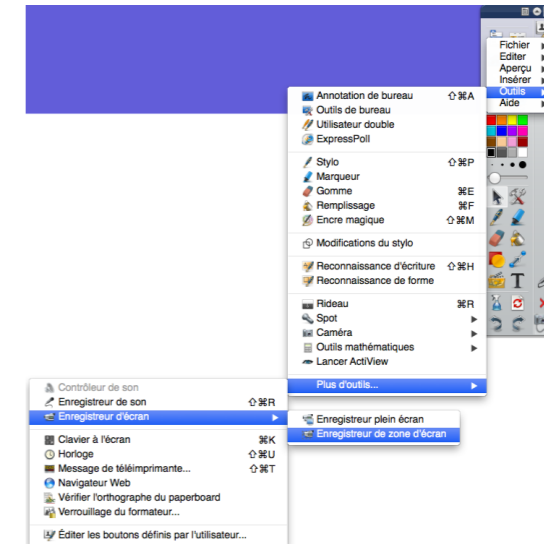 Fichier
Editer
Aperçu
Insérer
Outils
Aide
Annotation de bureau ⇧⌘A
Outils de bureau
Utilisateur double
ExpressPoll
Stylo ⇧⌘P
Marqueur
Gomme ⌘E
Remplissage ⌘F
Encre magique ⇧⌘M
Modifications du stylo
Reconnaissance d'écriture ⇧⌘H
Reconnaissance de forme
Rideau ⌘R
Spot
Caméra
Outils mathématiques
Lancer ActiView
Plus d'outils...
Contrôleur de son
Enregistreur de son ⇧⌘R
Enregistreur d'écran
Clavier à l'écran ⌘K
Horloge ⇧⌘U
Message de téléimprimante... ⇧⌘T
Navigateur Web
Vérifier l'orthographe du paperboard
Verrouillage du formateur...
Éditer les boutons définis par l'utilisateur...
Enregistreur plein écran
Enregistreur de zone d'écran
T